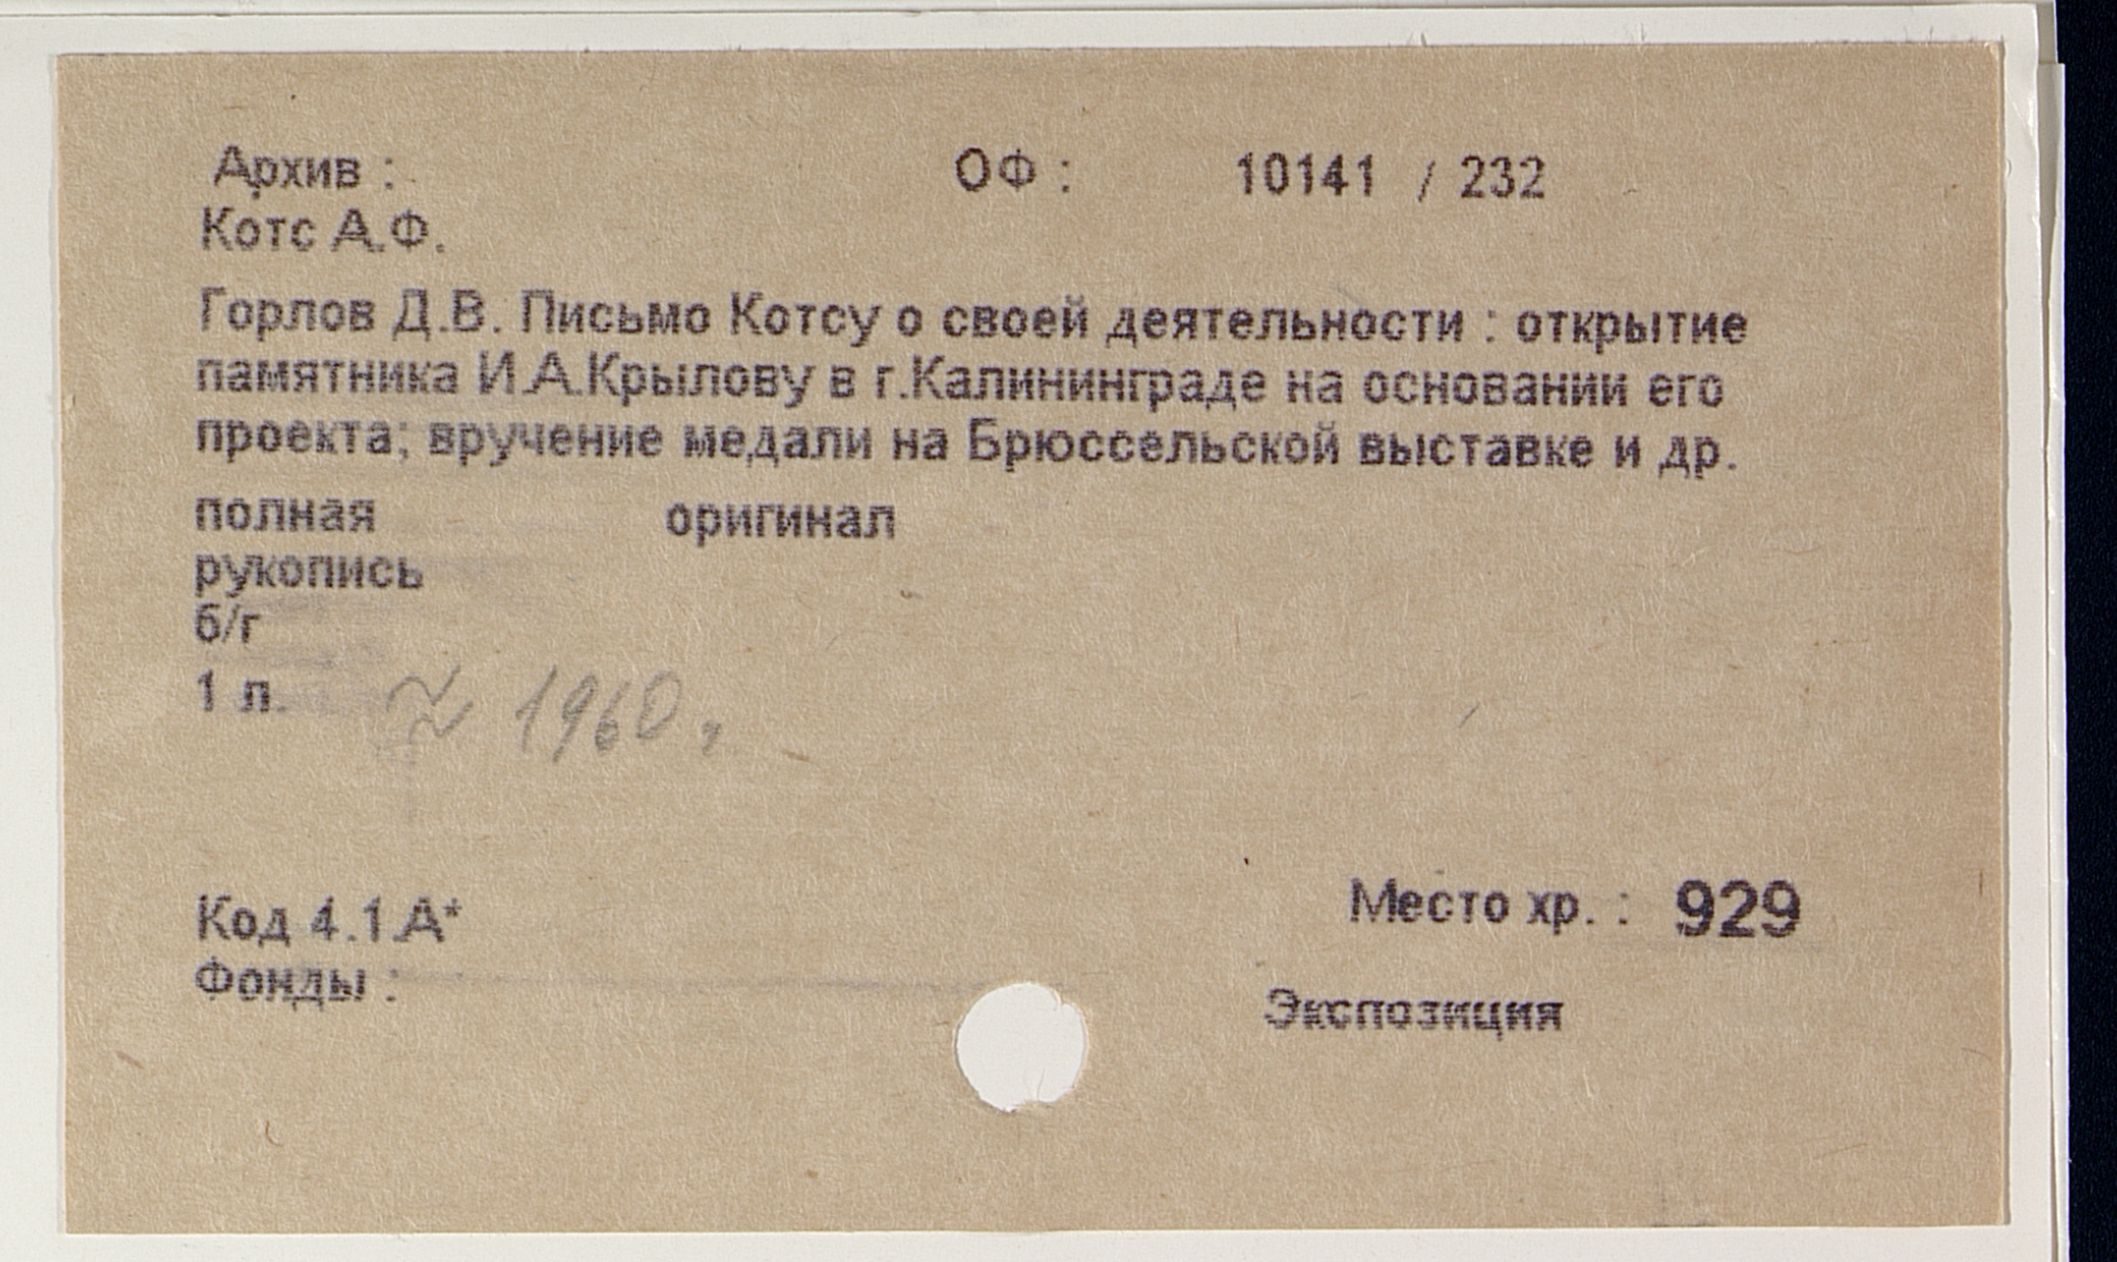 Архив : ОФ : 10141 / 232
Котс А.Ф.
Горлов Д.В. Письмо Котсу о своей деятельности : открытие
памятника И.А.Крылову в г.Калининграде на основании его
проекта; вручение медали на Брюссельской выставке и др.
полная оригинал
рукопись
б/г
1 л. ≈ 1960.
Код 4.1.А* Место хр. : 929
Фонды : Экспозиция